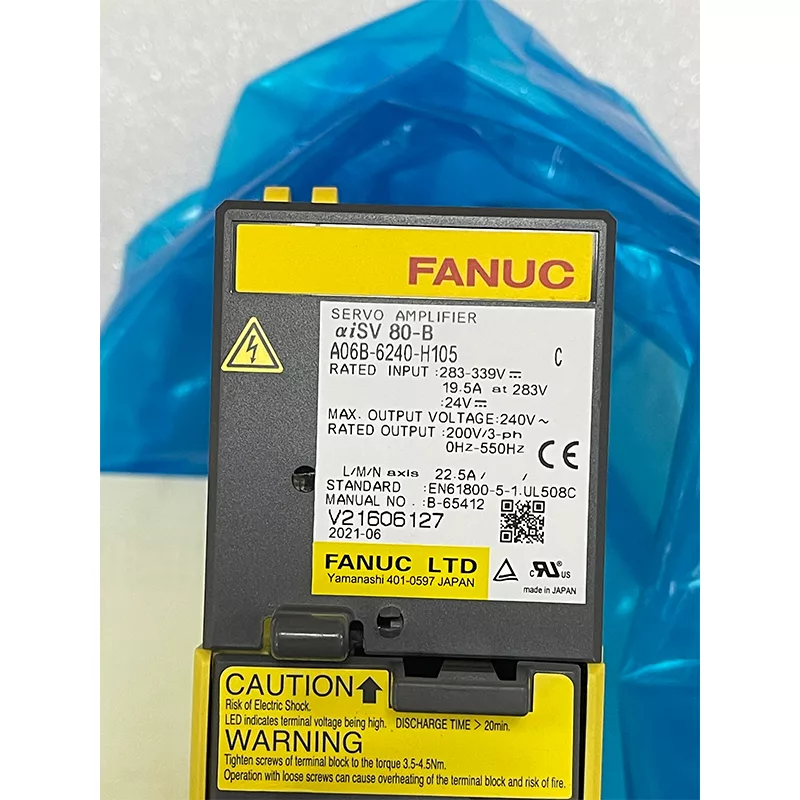 FANUC
SERVO AMPLIFIER
αiSV 80-B
A06B-6240-H105 C
RATED INPUT :283-339V⎓
19.5A at 283V
:24V⎓
MAX. OUTPUT VOLTAGE:240V~
RATED OUTPUT :200V/3-ph
0Hz-550Hz
CE
L/M/N axis 22.5A/ /
STANDARD :EN61800-5-1.UL508C
MANUAL NO. :B-65412
V21606127
2021-06
FANUC LTD
Yamanashi 401-0597 JAPAN
c RU US
made in JAPAN
CAUTION
Risk of Electric Shock.
LED indicates terminal voltage being high. DISCHARGE TIME > 20min.
WARNING
Tighten screws of terminal block to the torque 3.5-4.5Nm.
Operation with loose screws can cause overheating of the terminal block and risk of fire.